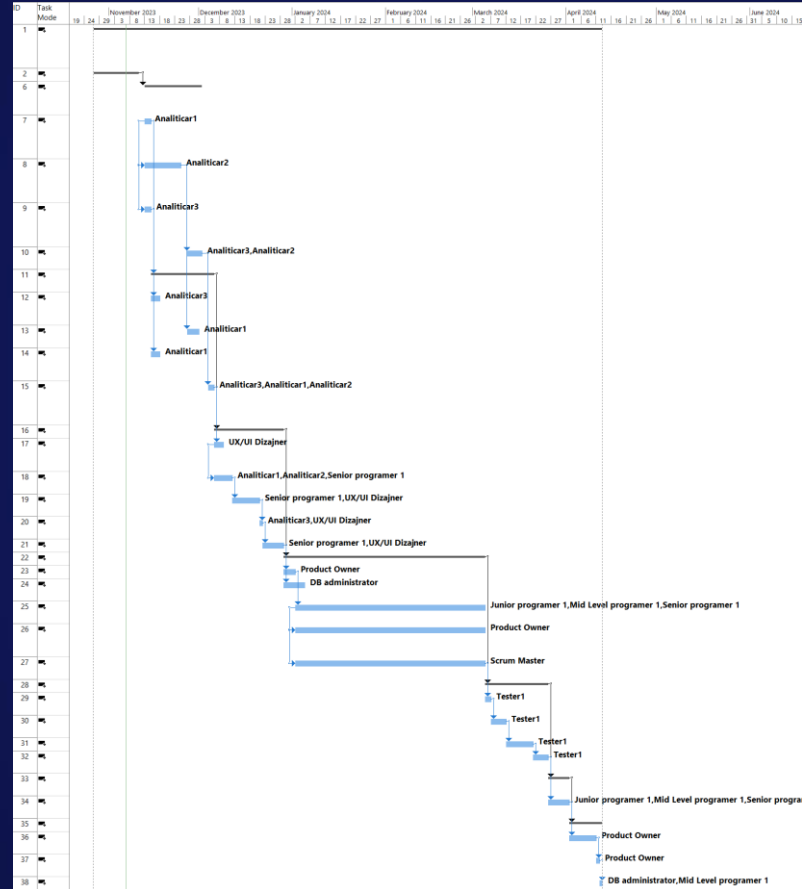 ID Task Mode November 2023 December 2023 January 2024 February 2024 March 2024 April 2024 May 2024 June 2024
19 24 29 3 8 13 18 23 28 3 8 13 18 23 28 2 7 12 17 22 27 1 6 11 16 21 26 2 7 12 17 22 27 1 6 11 16 21 26 1 6 11 16 21 26 31 5 10 15
1
2
6
7 Analiticar1
8 Analiticar2
9 Analiticar3
10 Analiticar3,Analiticar2
11
12 Analiticar3
13 Analiticar1
14 Analiticar1
15 Analiticar3,Analiticar1,Analiticar2
16
17 UX/UI Dizajner
18 Analiticar1,Analiticar2,Senior programer 1
19 Senior programer 1,UX/UI Dizajner
20 Analiticar3,UX/UI Dizajner
21 Senior programer 1,UX/UI Dizajner
22
23 Product Owner
24 DB administrator
25 Junior programer 1,Mid Level programer 1,Senior programer 1
26 Product Owner
27 Scrum Master
28
29 Tester1
30 Tester1
31 Tester1
32 Tester1
33
34 Junior programer 1,Mid Level programer 1,Senior progra
35
36 Product Owner
37 Product Owner
38 DB administrator,Mid Level programer 1